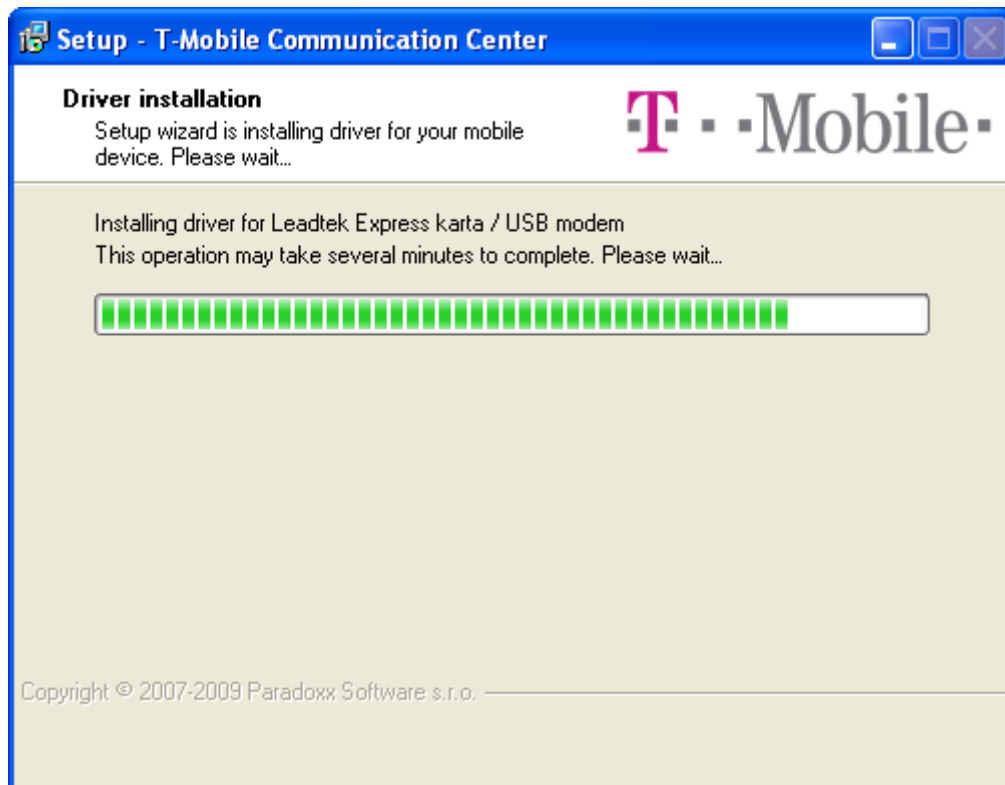 Setup - T-Mobile Communication Center
Driver installation
Setup wizard is installing driver for your mobile
device. Please wait...
T · · Mobile ·
Installing driver for Leadtek Express karta / USB modem
This operation may take several minutes to complete. Please wait...
Copyright © 2007-2009 Paradoxx Software s.r.o.